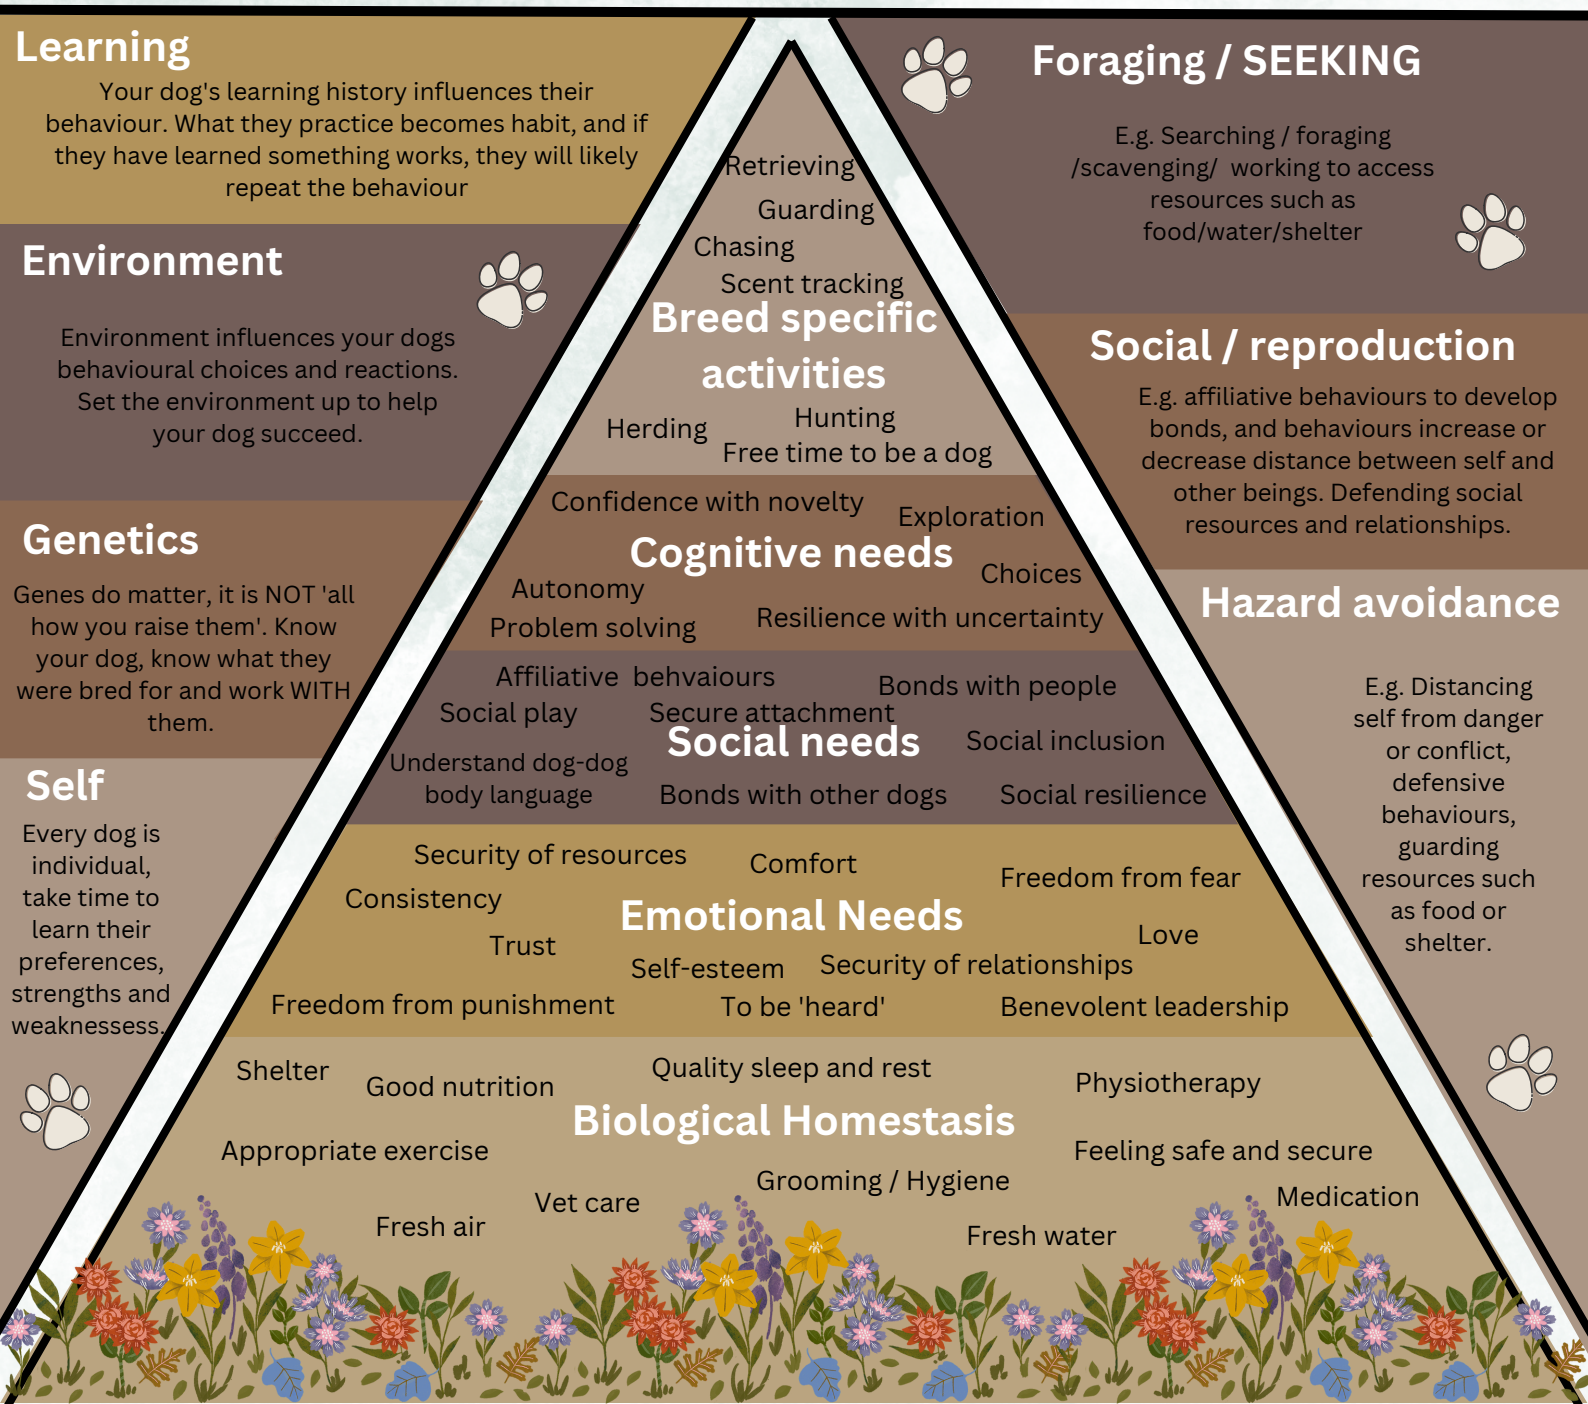 Learning
Your dog's learning history influences their
behaviour. What they practice becomes habit, and if
they have learned something works, they will likely
repeat the behaviour
Environment
Environment influences your dogs
behavioural choices and reactions.
Set the environment up to help
your dog succeed.
Genetics
Genes do matter, it is NOT 'all
how you raise them'. Know
your dog, know what they
were bred for and work WITH
them.
Self
Every dog is
individual,
take time to
learn their
preferences,
strengths and
weaknessess.
Retrieving
Guarding
Chasing
Scent tracking
Breed specific
activities
Herding
Hunting
Free time to be a dog
Confidence with novelty
Exploration
Cognitive needs
Choices
Autonomy
Resilience with uncertainty
Problem solving
Affiliative behvaiours
Bonds with people
Social play
Secure attachment
Social needs
Social inclusion
Understand dog-dog
body language
Bonds with other dogs
Social resilience
Security of resources
Comfort
Freedom from fear
Consistency
Emotional Needs
Love
Trust
Self-esteem
Security of relationships
Freedom from punishment
To be 'heard'
Benevolent leadership
Shelter
Quality sleep and rest
Good nutrition
Physiotherapy
Biological Homestasis
Appropriate exercise
Feeling safe and secure
Grooming / Hygiene
Vet care
Medication
Fresh air
Fresh water
Foraging / SEEKING
E.g. Searching / foraging
/scavenging/ working to access
resources such as
food/water/shelter
Social / reproduction
E.g. affiliative behaviours to develop
bonds, and behaviours increase or
decrease distance between self and
other beings. Defending social
resources and relationships.
Hazard avoidance
E.g. Distancing
self from danger
or conflict,
defensive
behaviours,
guarding
resources such
as food or
shelter.